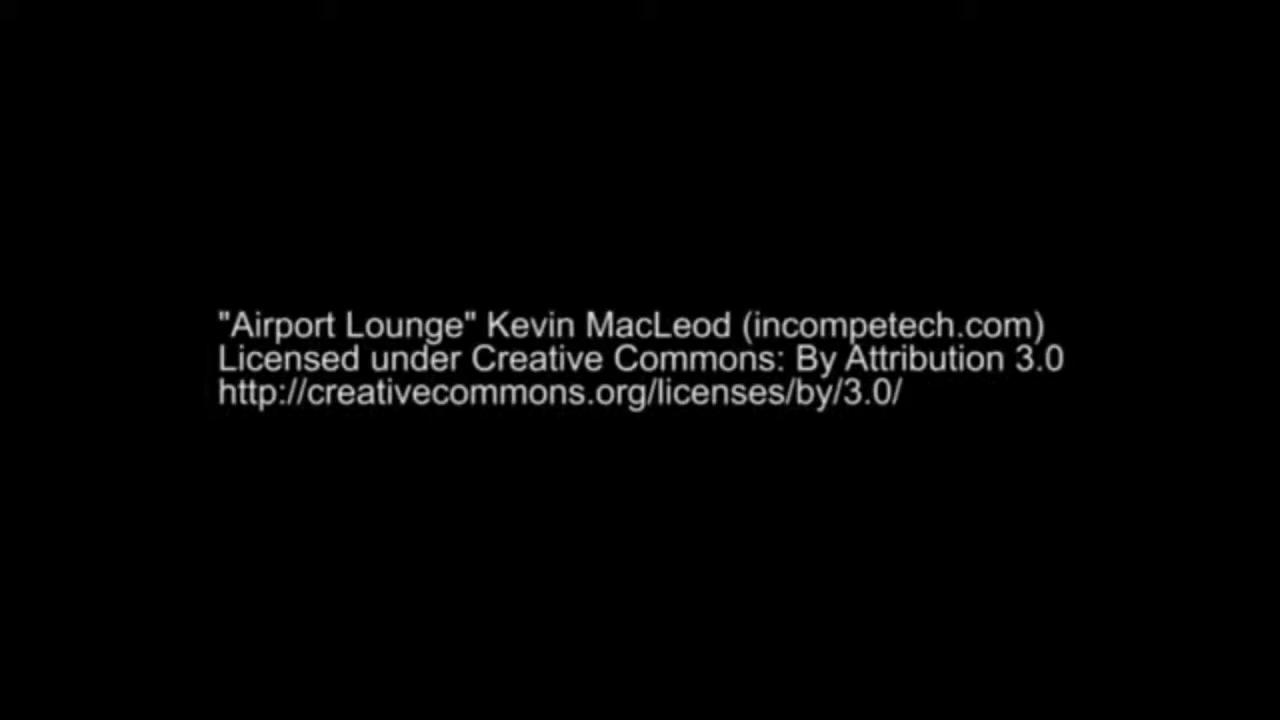 "Airport Lounge" Kevin MacLeod (incompetech.com)
Licensed under Creative Commons: By Attribution 3.0
http://creativecommons.org/licenses/by/3.0/